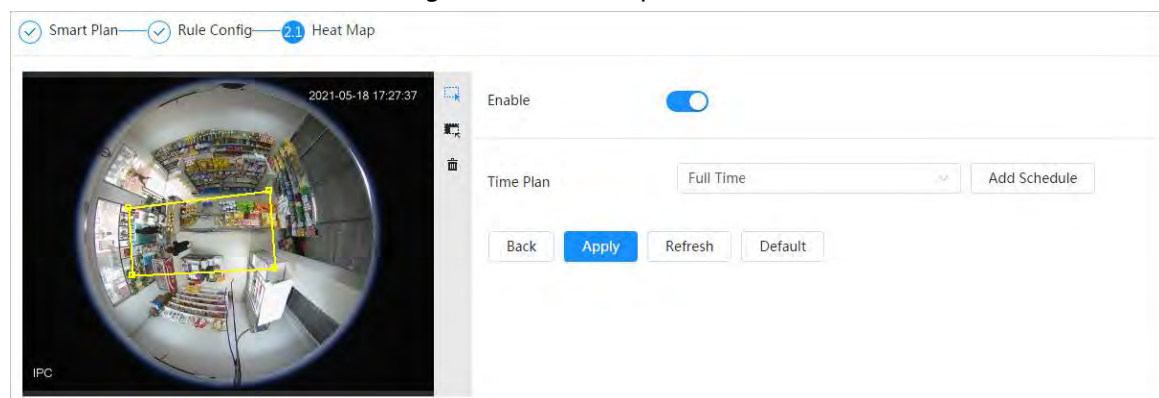 Smart Plan Rule Config 2.1 Heat Map
2021-05-18 17:27:37
Enable
Time Plan Full Time Add Schedule
Back Apply Refresh Default
IPC